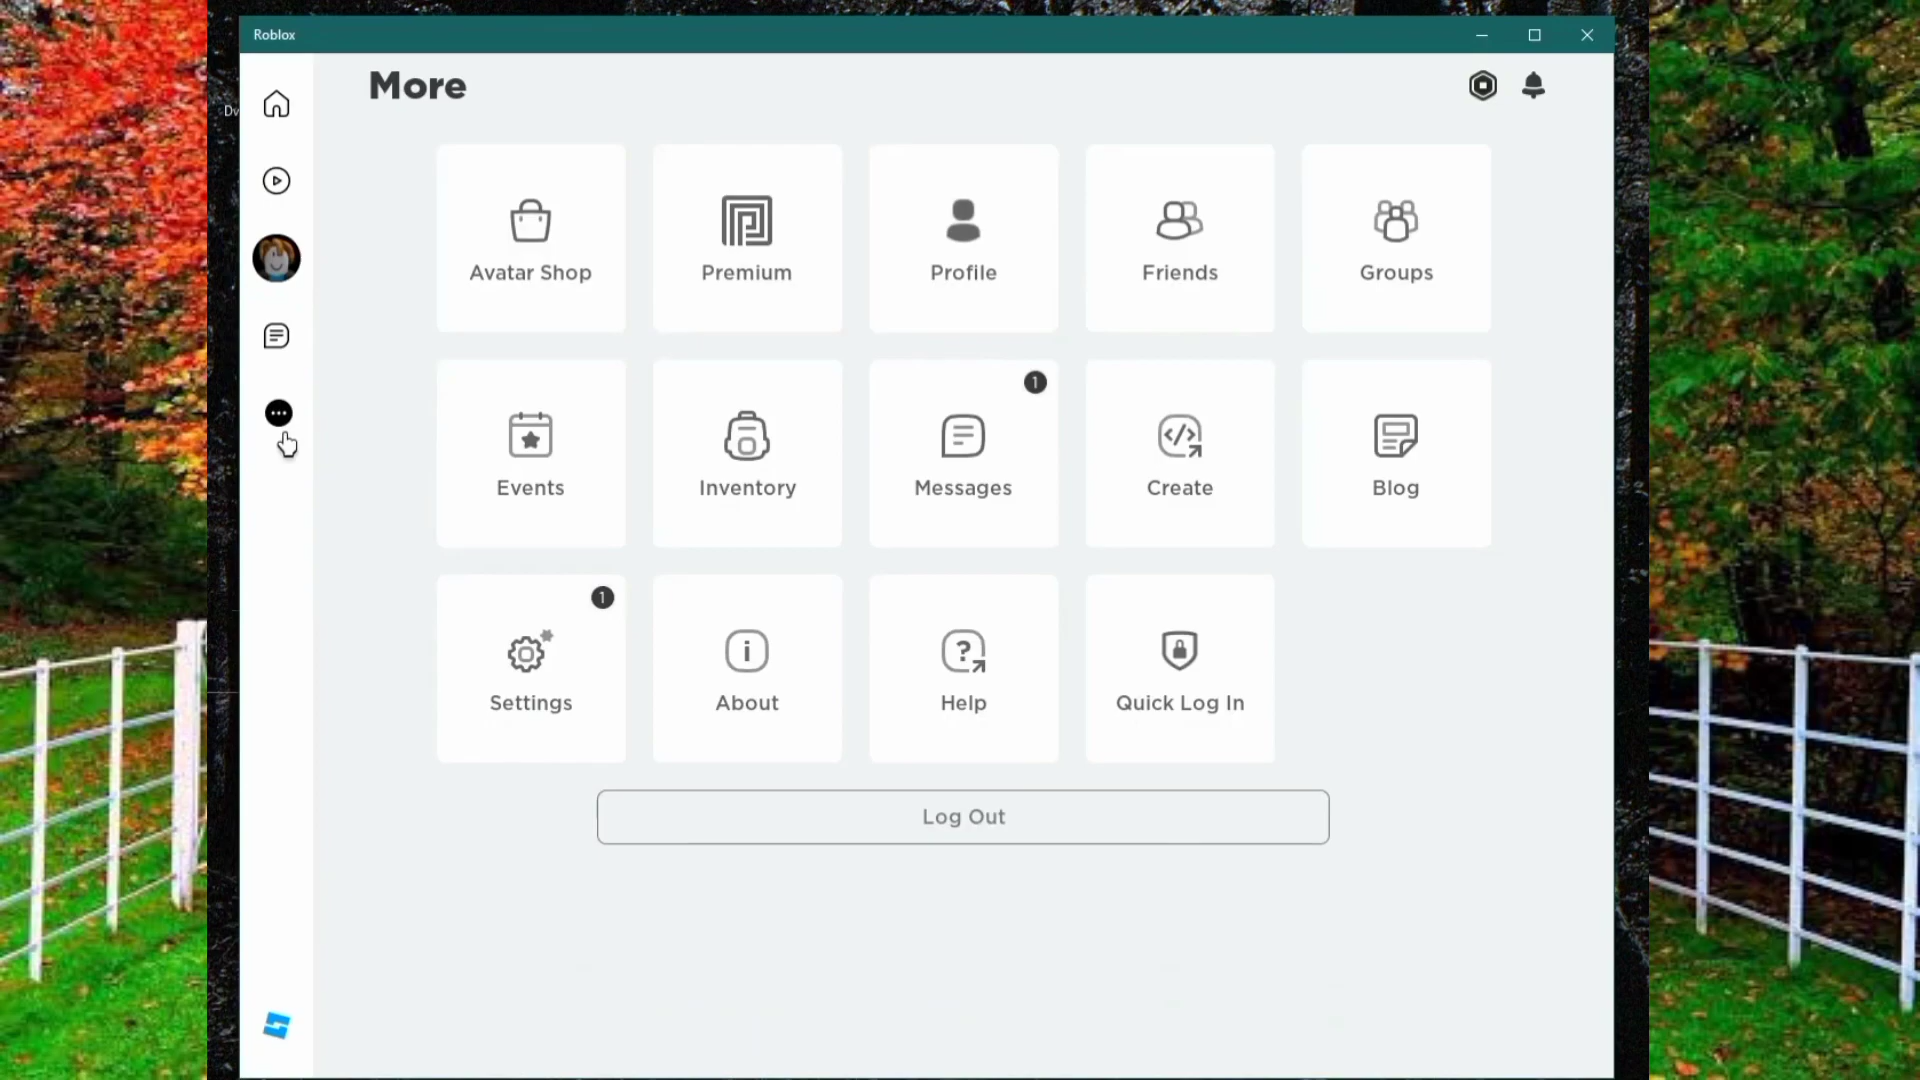 Roblox
More
Dv
Avatar Shop
Premium
Profile
Friends
Groups
Events
Inventory
1
Messages
Create
Blog
1
Settings
About
Help
Quick Log In
Log Out